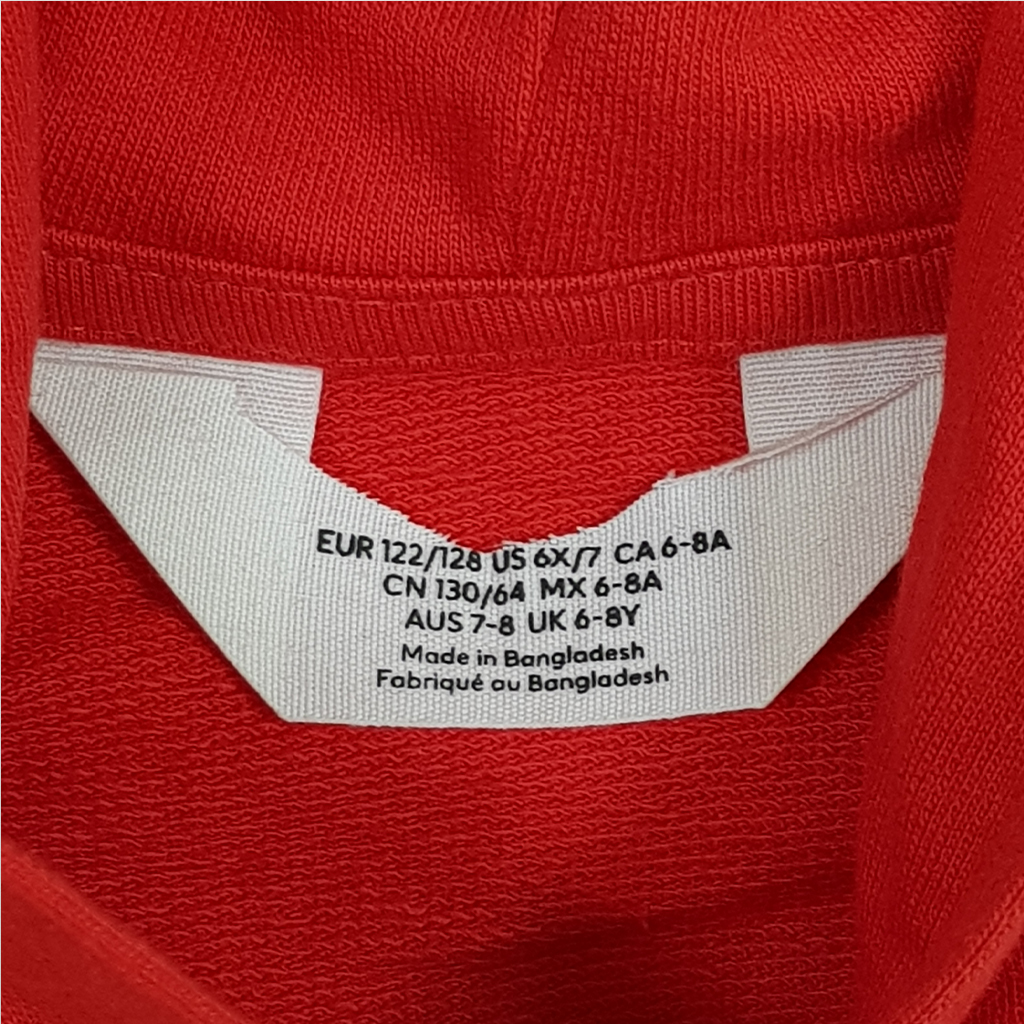 EUR 122/128 US 6X/7 CA 6-8A
CN 130/64 MX 6-8A
AUS 7-8 UK 6-8Y
Made in Bangladesh
Fabriqué au Bangladesh